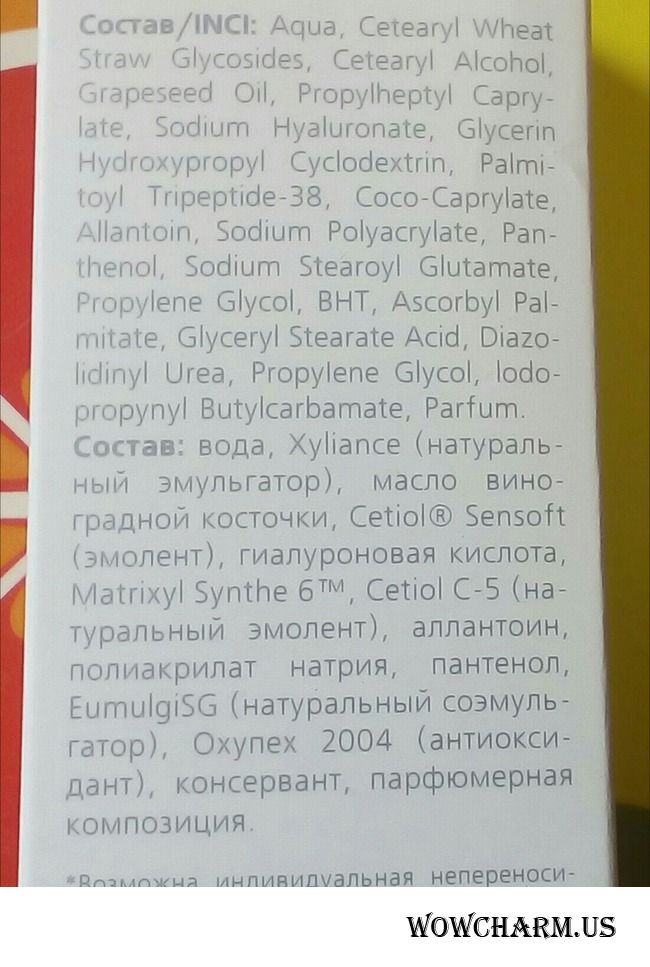 Состав/INCI: Aqua, Cetearyl Wheat
Straw Glycosides, Cetearyl Alcohol,
Grapeseed Oil, Propylheptyl Capry-
late, Sodium Hyaluronate, Glycerin
Hydroxypropyl Cyclodextrin, Palmi-
toyl Tripeptide-38, Coco-Caprylate,
Allantoin, Sodium Polyacrylate, Pan-
thenol, Sodium Stearoyl Glutamate,
Propylene Glycol, BHT, Ascorbyl Pal-
mitate, Glyceryl Stearate Acid, Diazo-
lidinyl Urea, Propylene Glycol, Iodo-
propynyl Butylcarbamate, Parfum.
Состав: вода, Xyliance (натураль-
ный эмульгатор), масло вино-
градной косточки, Cetiol® Sensoft
(эмолент), гиалуроновая кислота,
Matrixyl Synthe 6™, Cetiol C-5 (на-
туральный эмолент), аллантоин,
полиакрилат натрия, пантенол,
EumulgiSG (натуральный соэмуль-
гатор), Oxynex 2004 (антиокси-
дант), консервант, парфюмерная
композиция.
*Возможна индивидуальная непереноси-
WOWCHARM.US